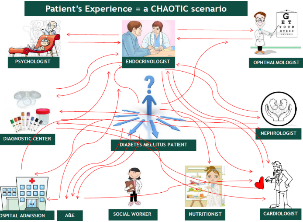 Patient's Experience = a CHAOTIC scenario
PSYCHOLOGIST
ENDOCRINOLOGIST
OPHTHALMOLOGIST
DIAGNOSTIC CENTER
DIABETES MELLITUS PATIENT
NEPHROLOGIST
HOSPITAL ADMISSION
A&E
SOCIAL WORKER
NUTRITIONIST
CARDIOLOGIST